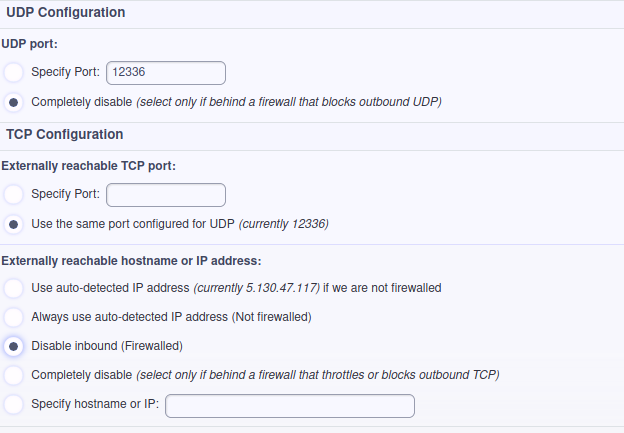 UDP Configuration
UDP port:
Specify Port: 12336
Completely disable (select only if behind a firewall that blocks outbound UDP)
TCP Configuration
Externally reachable TCP port:
Specify Port:
Use the same port configured for UDP (currently 12336)
Externally reachable hostname or IP address:
Use auto-detected IP address (currently 5.130.47.117) if we are not firewalled
Always use auto-detected IP address (Not firewalled)
Disable inbound (Firewalled)
Completely disable (select only if behind a firewall that throttles or blocks outbound TCP)
Specify hostname or IP: